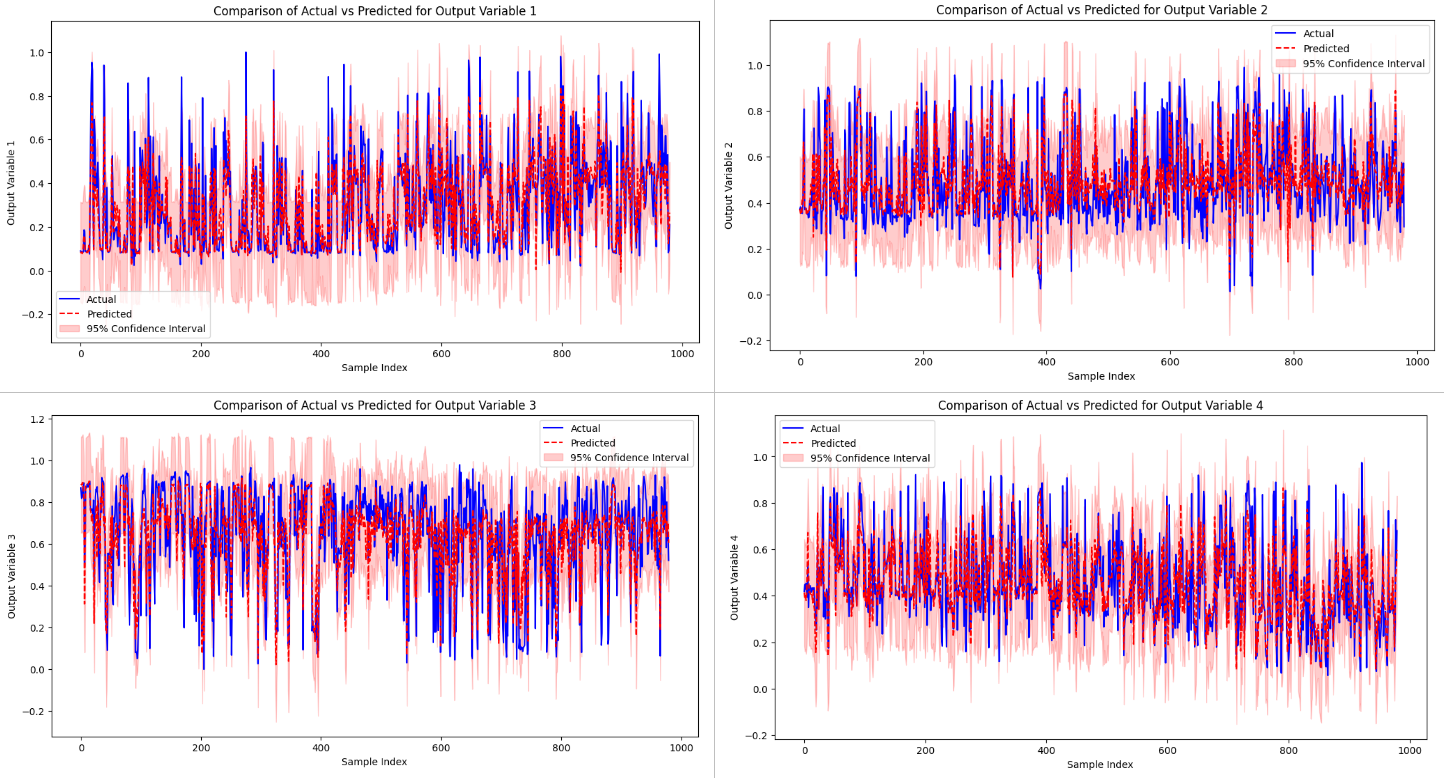 Comparison of Actual vs Predicted for Output Variable 1
Output Variable 1
1.0
0.8
0.6
0.4
0.2
0.0
−0.2
Actual
Predicted
95% Confidence Interval
0 200 400 600 800 1000
Sample Index
Comparison of Actual vs Predicted for Output Variable 2
Output Variable 2
1.0
0.8
0.6
0.4
0.2
0.0
−0.2
Actual
Predicted
95% Confidence Interval
0 200 400 600 800 1000
Sample Index
Comparison of Actual vs Predicted for Output Variable 3
Output Variable 3
1.2
1.0
0.8
0.6
0.4
0.2
0.0
−0.2
Actual
Predicted
95% Confidence Interval
0 200 400 600 800 1000
Sample Index
Comparison of Actual vs Predicted for Output Variable 4
Output Variable 4
1.0
0.8
0.6
0.4
0.2
0.0
−0.2
Actual
Predicted
95% Confidence Interval
0 200 400 600 800 1000
Sample Index